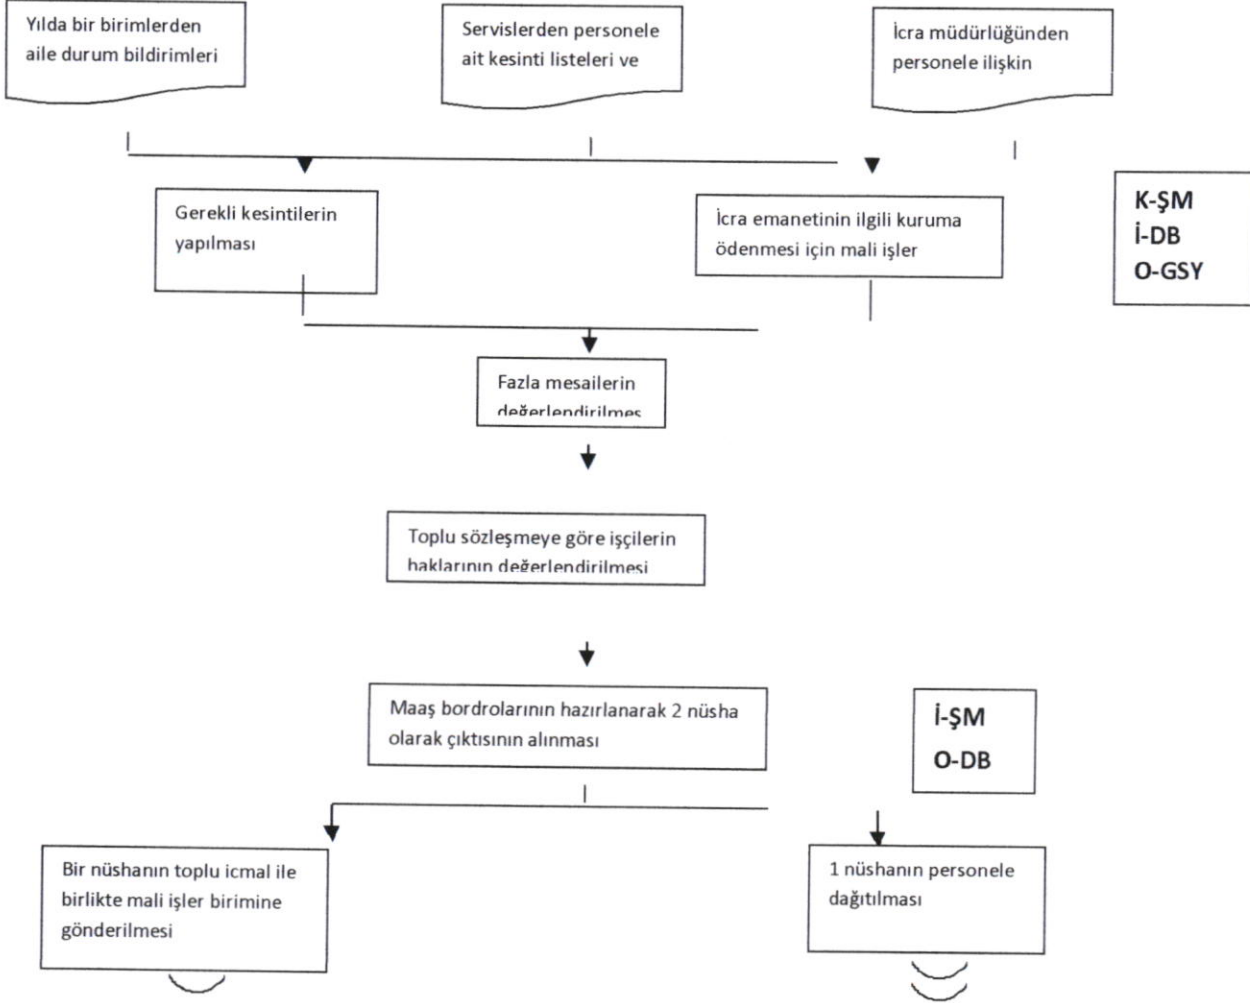 Yılda bir birimlerden
aile durum bildirimleri
Servislerden personele
ait kesinti listeleri ve
İcra müdürlüğünden
personele ilişkin
Gerekli kesintilerin
yapılması
İcra emanetinin ilgili kuruma
ödenmesi için mali işler
K-ŞM
İ-DB
O-GSY
Fazla mesailerin
değerlendirilmes
Toplu sözleşmeye göre işçilerin
haklarının değerlendirilmesi
Maaş bordrolarının hazırlanarak 2 nüsha
olarak çıktısının alınması
İ-ŞM
O-DB
Bir nüshanın toplu icmal ile
birlikte mali işler birimine
gönderilmesi
1 nüshanın personele
dağıtılması